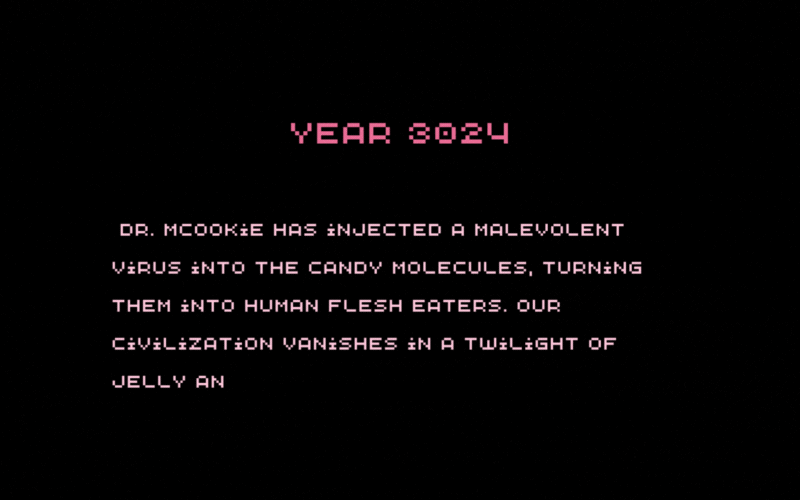 YEAR 3024
DR. MCOOKiE HAS iNJECTED A MALEVOLENT
ViRUS iNTO THE CANDY MOLECULES, TURNiNG
THEM iNTO HUMAN FLESH EATERS. OUR
CiViLiZATiON VANiSHES iN A TWiLiGHT OF
JELLY AN